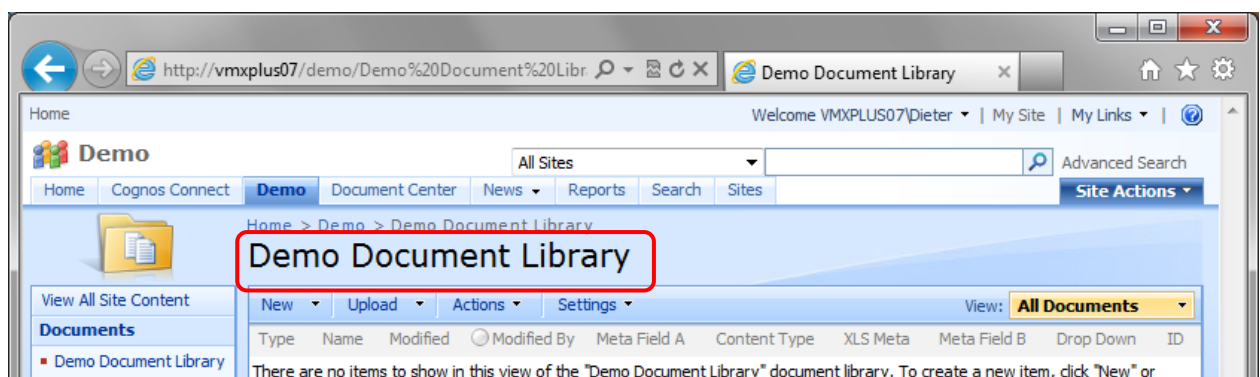 X
http://vmxplus07/demo/Demo%20Document%20Libr
Demo Document Library
Home
Welcome VMXPLUS07\Dieter | My Site | My Links
Demo
All Sites
Advanced Search
Home Cognos Connect Demo Document Center News Reports Search Sites
Site Actions
Home > Demo > Demo Document Library
Demo Document Library
View All Site Content
New Upload Actions Settings
View: All Documents
Documents
Type Name Modified Modified By Meta Field A Content Type XLS Meta Meta Field B Drop Down ID
Demo Document Library
There are no items to show in this view of the "Demo Document Library" document library. To create a new item, click "New" or